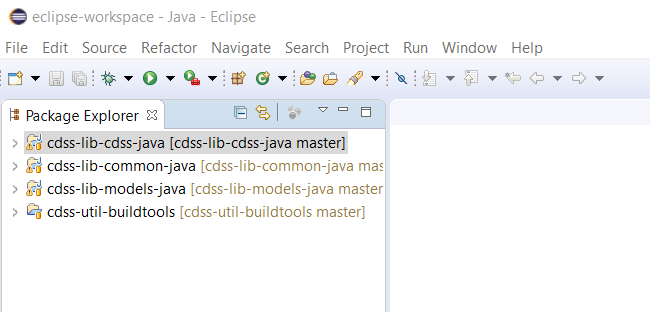 eclipse-workspace - Java - Eclipse
File Edit Source Refactor Navigate Search Project Run Window Help
Package Explorer
cdss-lib-cdss-java [cdss-lib-cdss-java master]
cdss-lib-common-java [cdss-lib-common-java mas
cdss-lib-models-java [cdss-lib-models-java master
cdss-util-buildtools [cdss-util-buildtools master]